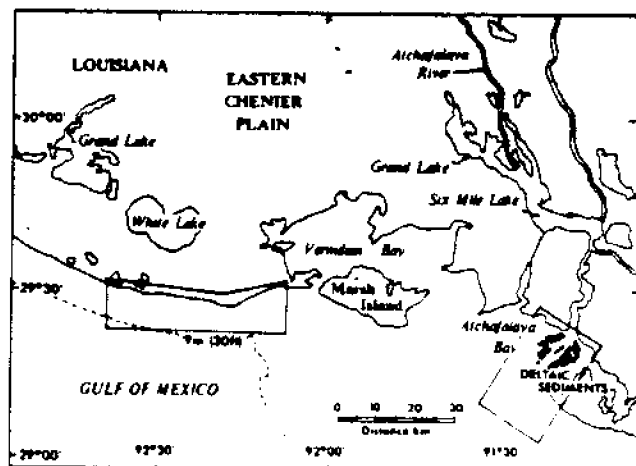 LOUISIANA
EASTERN
CHENIER
PLAIN
Atchafalaya
River
30°00'
Grand Lake
Grand Lake
Six Mile Lake
White Lake
Vermilion Bay
Marsh
Island
29°30'
Atchafalaya
Bay
9m (30ft)
DELTAIC
SEDIMENTS
GULF OF MEXICO
0 10 20 30
Distance km
29°00'
92°30'
92°00'
91°30'